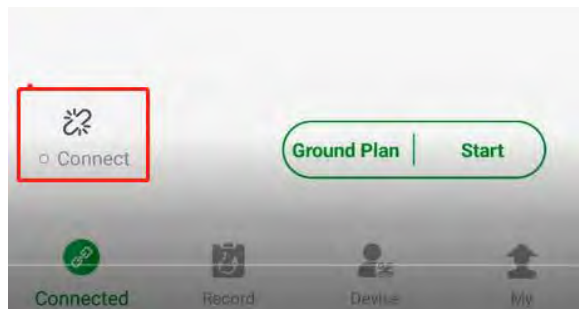 Connect
Ground Plan
Start
Connected
Record
Device
My